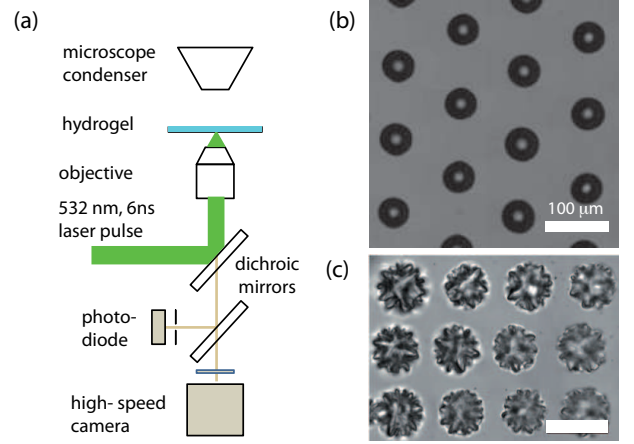 (a)
microscope
condenser
hydrogel
objective
532 nm, 6ns
laser pulse
dichroic
mirrors
photo-
diode
high- speed
camera
(b)
100 μm
(c)